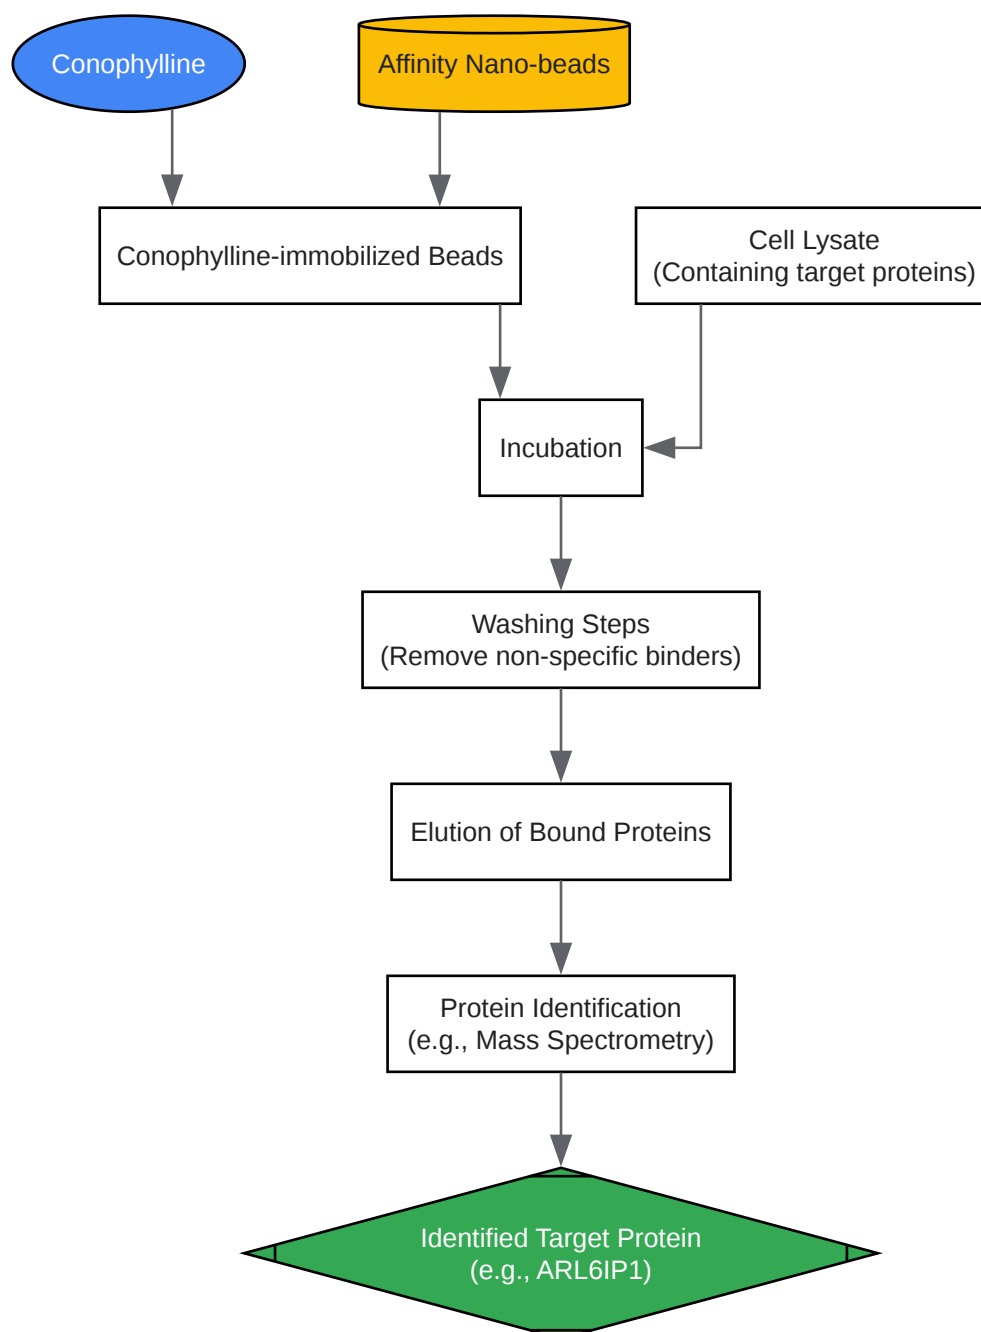 Conophylline
Affinity Nano-beads
Conophylline-immobilized Beads
Cell Lysate
(Containing target proteins)
Incubation
Washing Steps
(Remove non-specific binders)
Elution of Bound Proteins
Protein Identification
(e.g., Mass Spectrometry)
Identified Target Protein
(e.g., ARL6IP1)